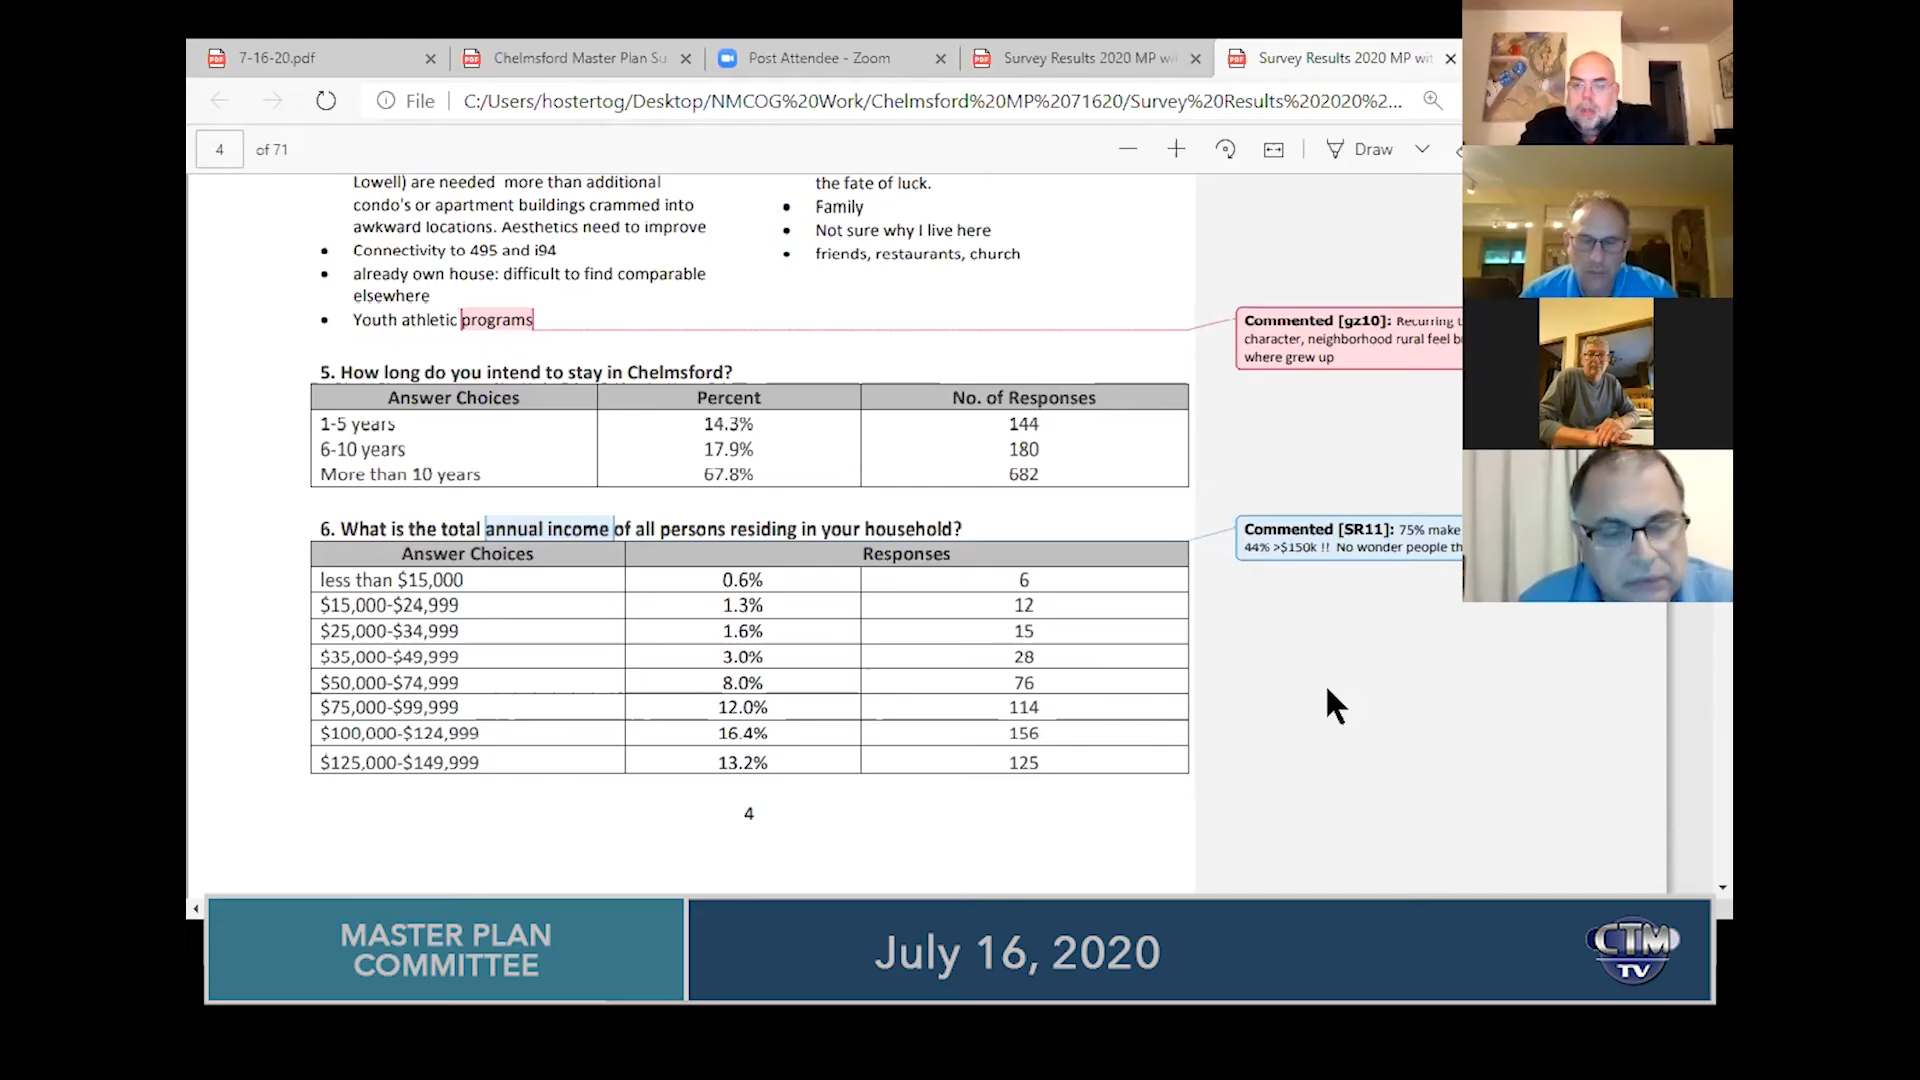 7-16-20.pdf
Chelmsford Master Plan Su
Post Attendee - Zoom
Survey Results 2020 MP wi
Survey Results 2020 MP wit
File
C:/Users/hostertog/Desktop/NMCOG%20Work/Chelmsford%20MP%2071620/Survey%20Results%202020%2...
4 of 71
Draw
Lowell) are needed more than additional
condo's or apartment buildings crammed into
awkward locations. Aesthetics need to improve
• Connectivity to 495 and i94
• already own house: difficult to find comparable
elsewhere
• Youth athletic programs
the fate of luck.
• Family
• Not sure why I live here
• friends, restaurants, church
Commented [gz10]: Recurring
character, neighborhood rural feel
where grew up
5. How long do you intend to stay in Chelmsford?
Answer Choices Percent No. of Responses
1-5 years 14.3% 144
6-10 years 17.9% 180
More than 10 years 67.8% 682
6. What is the total annual income of all persons residing in your household?
Commented [SR11]: 75% make
44% >$150k !! No wonder people th
Answer Choices Responses
less than $15,000 0.6% 6
$15,000-$24,999 1.3% 12
$25,000-$34,999 1.6% 15
$35,000-$49,999 3.0% 28
$50,000-$74,999 8.0% 76
$75,000-$99,999 12.0% 114
$100,000-$124,999 16.4% 156
$125,000-$149,999 13.2% 125
4
MASTER PLAN
COMMITTEE
July 16, 2020
CTM
TV